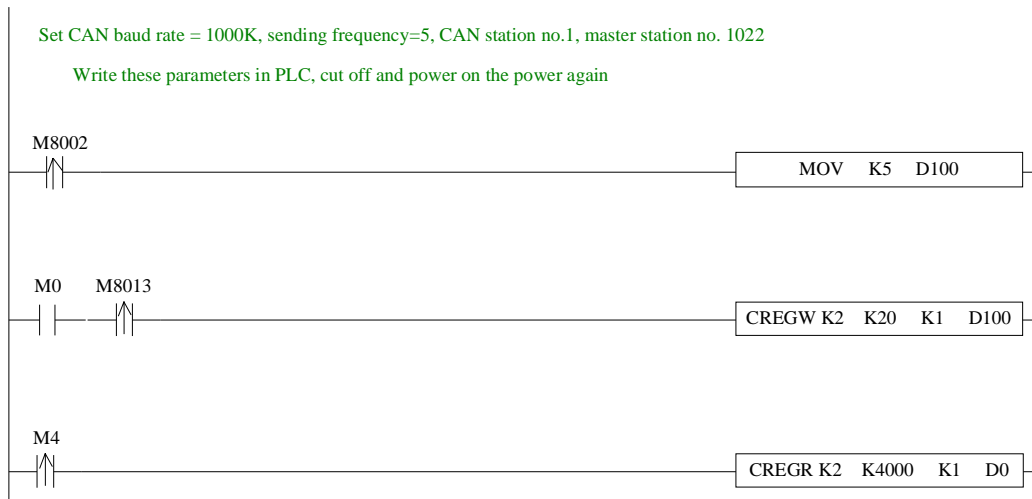 Set CAN baud rate = 1000K, sending frequency=5, CAN station no.1, master station no. 1022
Write these parameters in PLC, cut off and power on the power again
M8002
MOV K5 D100
M0 M8013
CREGW K2 K20 K1 D100
M4
CREGR K2 K4000 K1 D0